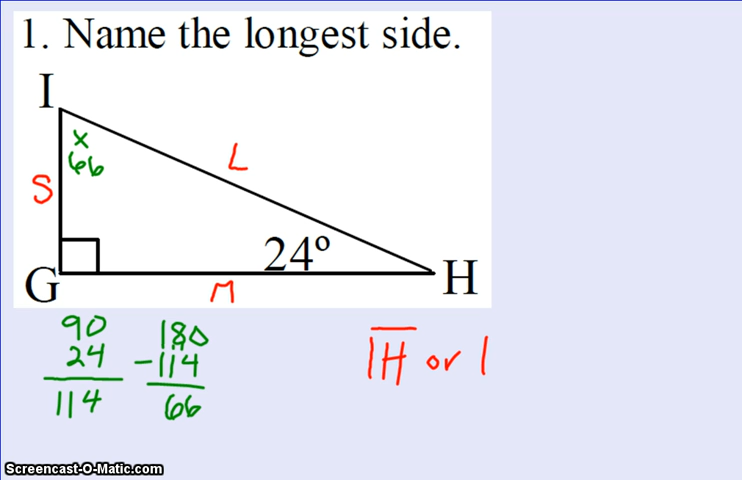 1. Name the longest side.
I
x
66
L
S
24°
G
H
M
90
24
114
180
-114
66
IH or I
Screencast-O-Matic.com